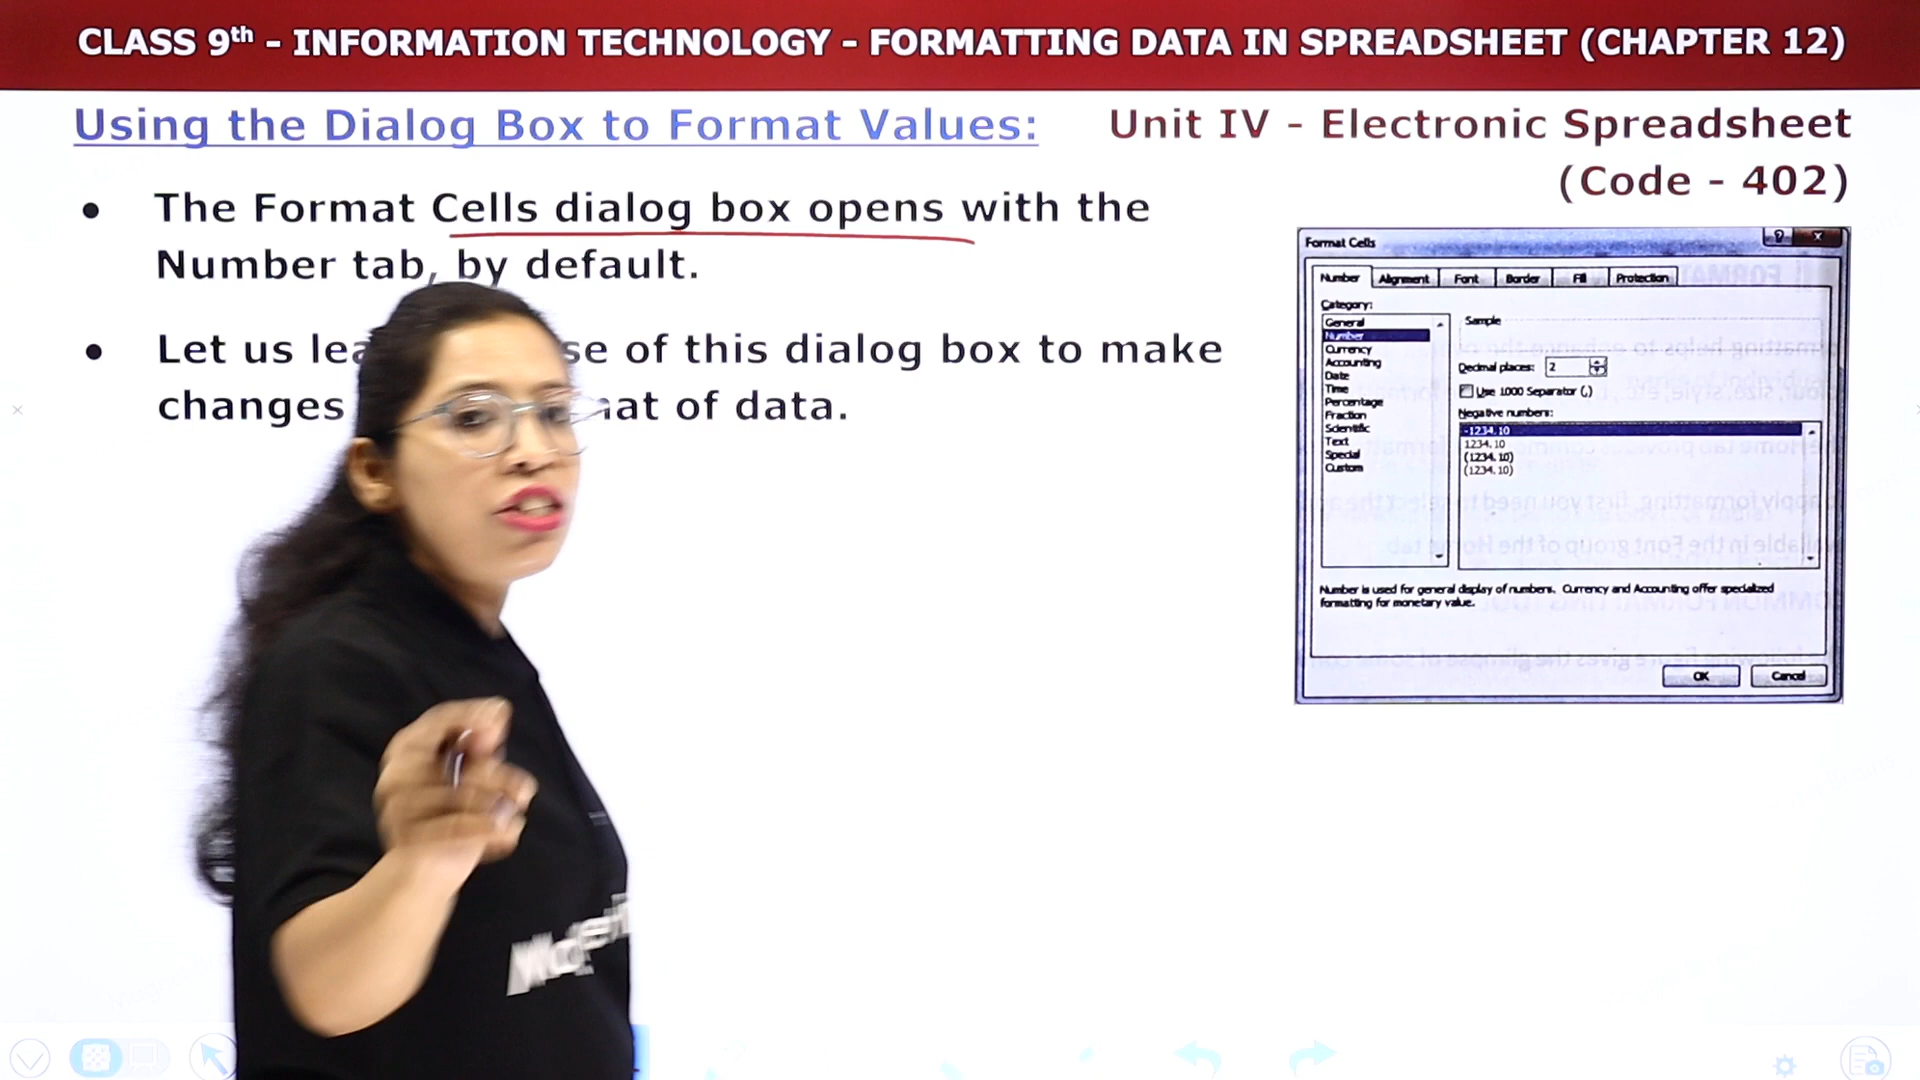 CLASS 9th - INFORMATION TECHNOLOGY - FORMATTING DATA IN SPREADSHEET (CHAPTER 12)
Using the Dialog Box to Format Values:
Unit IV - Electronic Spreadsheet
(Code - 402)
• The Format Cells dialog box opens with the
Number tab, by default.
• Let us se of this dialog box to make
changes of data.
Format Cells
Number Alignment Font Border Fill Protection
Category:
General
Number
Currency
Accounting
Date
Time
Percentage
Fraction
Scientific
Text
Special
Custom
Sample
Decimal places: 2
Use 1000 Separator (,)
Negative numbers:
-1234.10
1234.10
(1234.10)
(1234.10)
Number is used for general display of numbers. Currency and Accounting offer specialized
formatting for monetary value.
OK Cancel